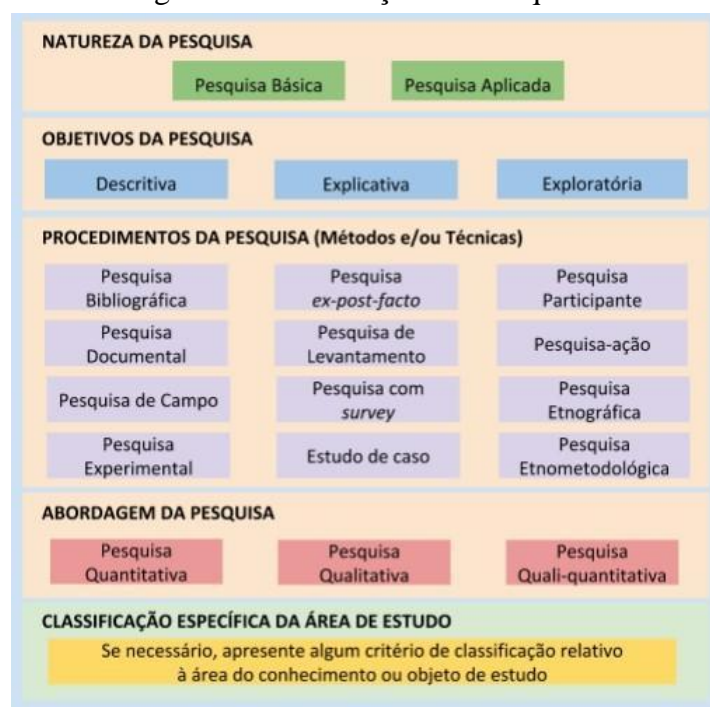 NATUREZA DA PESQUISA
Pesquisa Básica
Pesquisa Aplicada
OBJETIVOS DA PESQUISA
Descritiva
Explicativa
Exploratória
PROCEDIMENTOS DA PESQUISA (Métodos e/ou Técnicas)
Pesquisa
Bibliográfica
Pesquisa
ex-post-facto
Pesquisa
Participante
Pesquisa
Documental
Pesquisa de
Levantamento
Pesquisa-ação
Pesquisa de Campo
Pesquisa com
survey
Pesquisa
Etnográfica
Pesquisa
Experimental
Estudo de caso
Pesquisa
Etnometodológica
ABORDAGEM DA PESQUISA
Pesquisa
Quantitativa
Pesquisa
Qualitativa
Pesquisa
Quali-quantitativa
CLASSIFICAÇÃO ESPECÍFICA DA ÁREA DE ESTUDO
Se necessário, apresente algum critério de classificação relativo
à área do conhecimento ou objeto de estudo